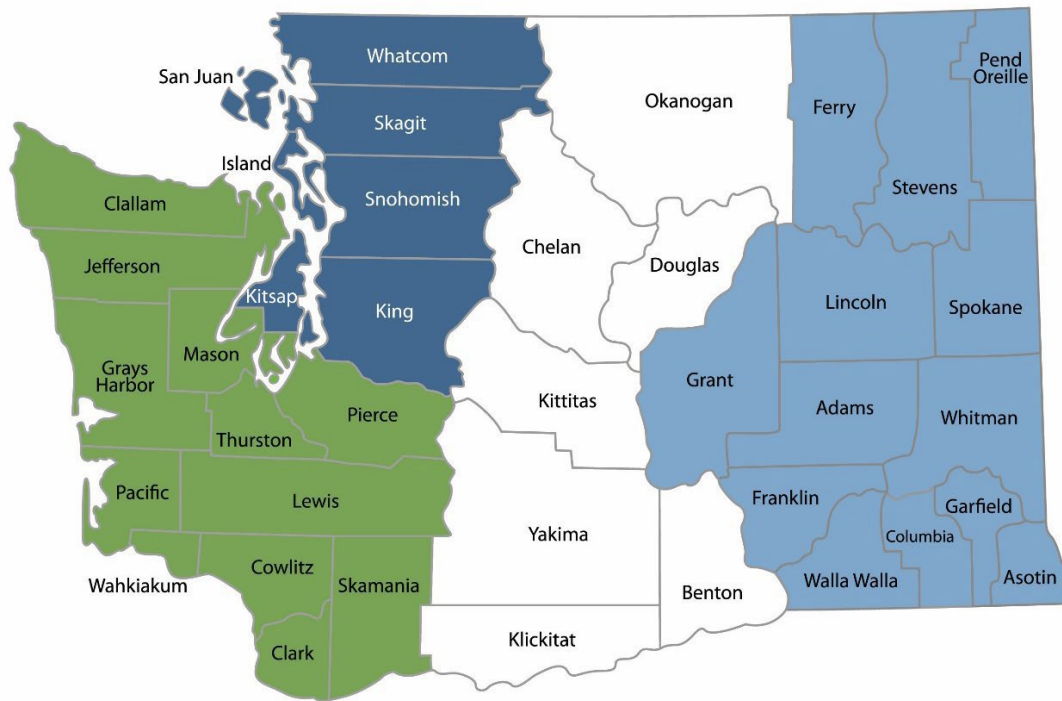 Whatcom
San Juan
Pend
Oreille
Okanogan
Ferry
Skagit
Island
Stevens
Snohomish
Clallam
Chelan
Jefferson
Douglas
Kitsap
Lincoln
Spokane
King
Mason
Grays
Harbor
Grant
Kittitas
Adams
Whitman
Pierce
Thurston
Pacific
Lewis
Franklin
Garfield
Yakima
Columbia
Cowlitz
Wahkiakum
Skamania
Walla Walla
Asotin
Benton
Klickitat
Clark